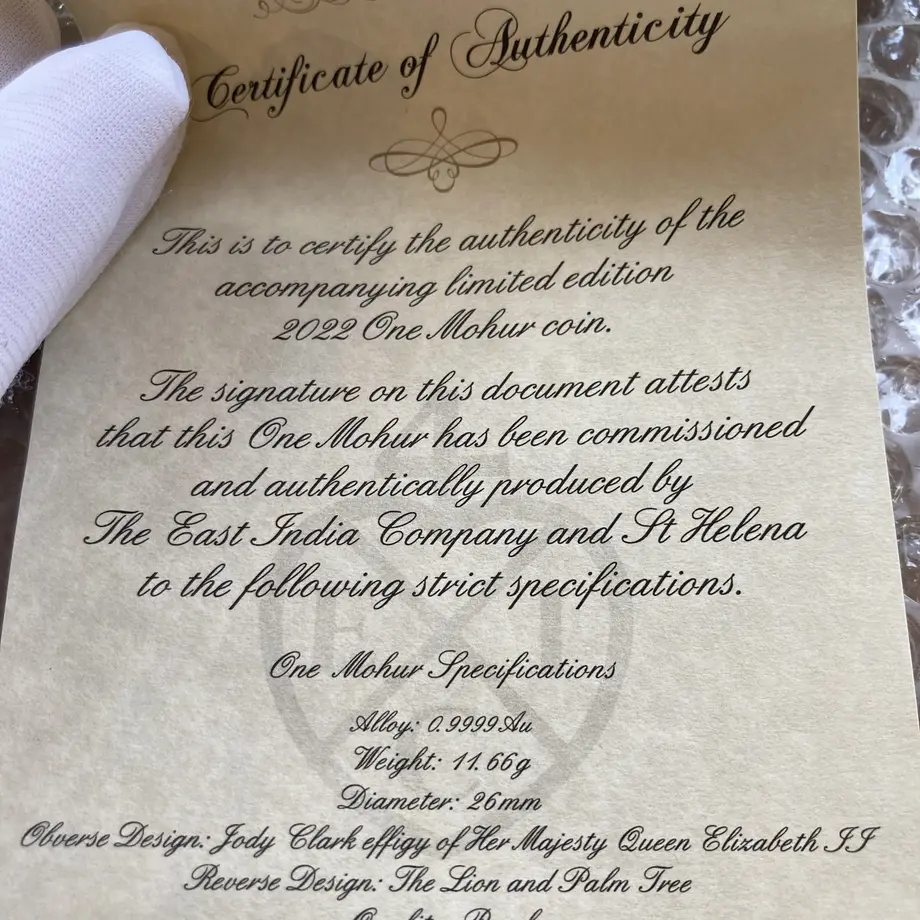 Certificate of Authenticity
This is to certify the authenticity of the
accompanying limited edition
2022 One Mohur coin.
The signature on this document attests
that this One Mohur has been commissioned
and authentically produced by
The East India Company and St Helena
to the following strict specifications.
One Mohur Specifications
Alloy: 0.9999Au
Weight: 11.66g
Diameter: 26mm
Obverse Design: Jody Clark effigy of Her Majesty Queen Elizabeth II
Reverse Design: The Lion and Palm Tree